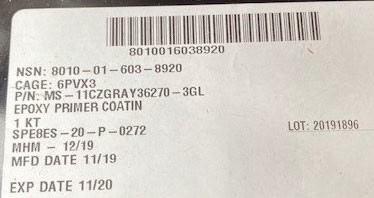 8010016038920
NSN: 8010-01-603-8920
CAGE: 6PVX3
P/N: MS-11CZGRAY36270-3GL
EPOXY PRIMER COATIN
1 KT
SPE8ES-20-P-0272
LOT: 20191896
MHM - 12/19
MFD DATE 11/19
EXP DATE 11/20